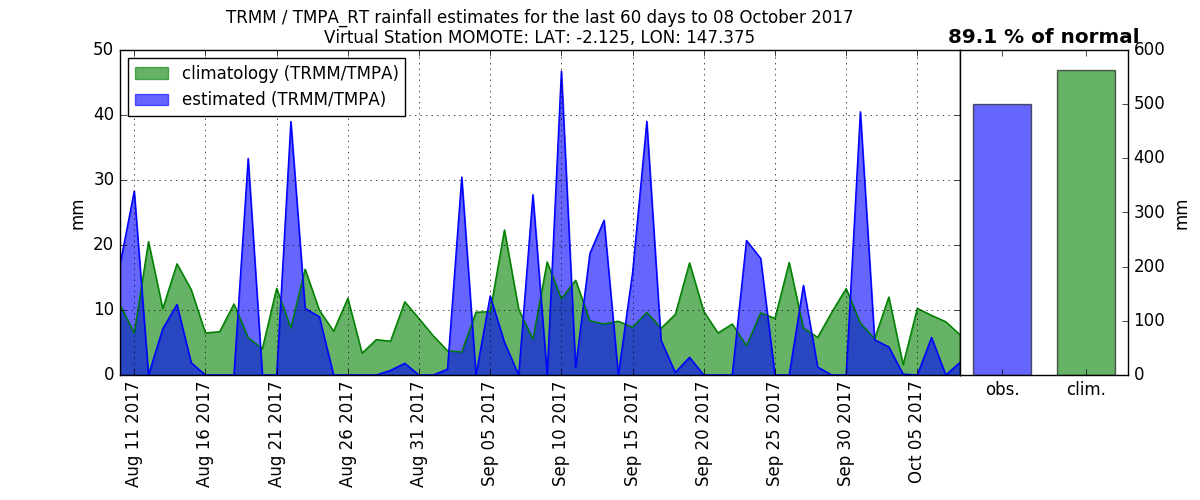 TRMM / TMPA_RT rainfall estimates for the last 60 days to 08 October 2017
Virtual Station MOMOTE: LAT: -2.125, LON: 147.375
89.1 % of normal
climatology (TRMM/TMPA)
estimated (TRMM/TMPA)
50
40
30
20
10
0
mm
Aug 11 2017
Aug 16 2017
Aug 21 2017
Aug 26 2017
Aug 31 2017
Sep 05 2017
Sep 10 2017
Sep 15 2017
Sep 20 2017
Sep 25 2017
Sep 30 2017
Oct 05 2017
obs.
clim.
600
500
400
300
200
100
0
mm